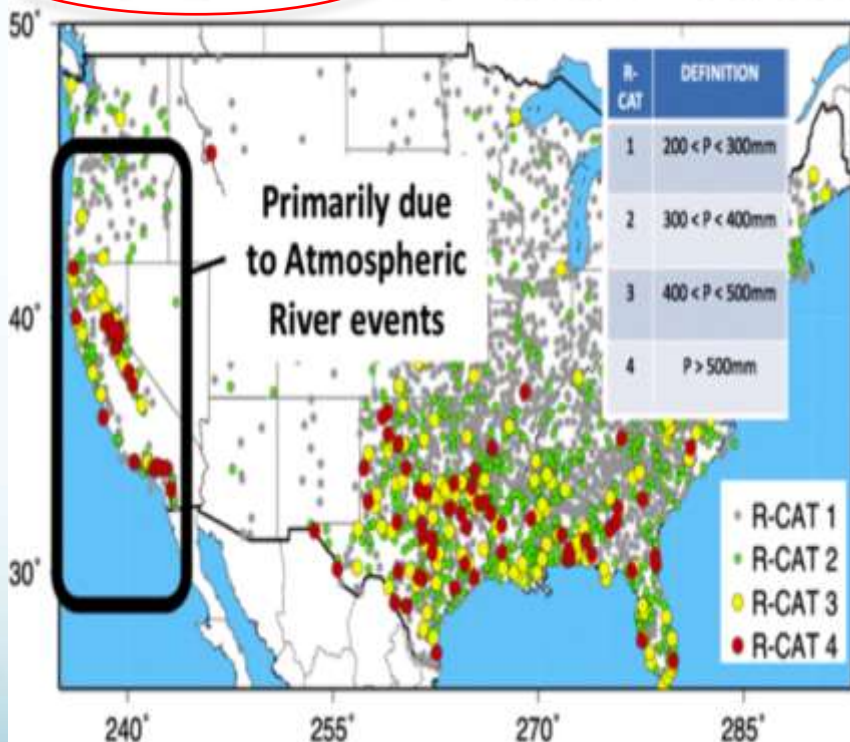 50°
40°
30°
240°
255°
270°
285°
Primarily due
to Atmospheric
River events
R-
CAT
DEFINITION
1 200 < P < 300mm
2 300 < P < 400mm
3 400 < P < 500mm
4 P > 500mm
R-CAT 1
R-CAT 2
R-CAT 3
R-CAT 4